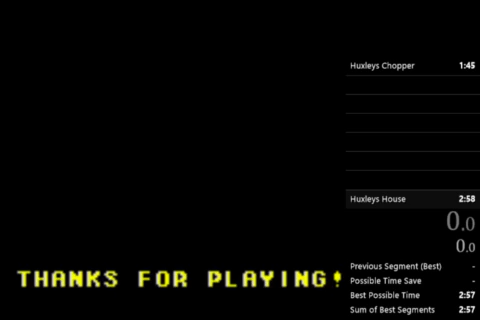 Huxleys Chopper 1:45
Huxleys House 2:58
0.0
0.0
Previous Segment (Best) -
Possible Time Save -
Best Possible Time 2:57
Sum of Best Segments 2:57
THANKS FOR PLAYING!